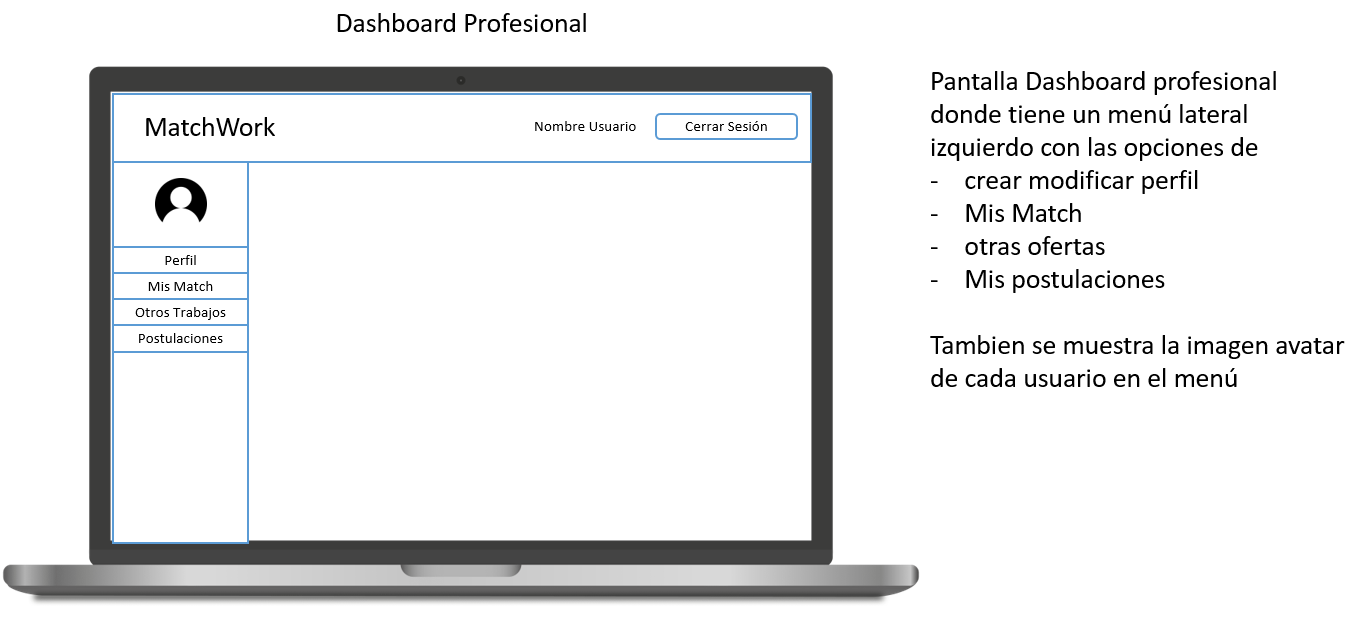 Dashboard Profesional
MatchWork
Nombre Usuario
Cerrar Sesión
Perfil
Mis Match
Otros Trabajos
Postulaciones
Pantalla Dashboard profesional
donde tiene un menú lateral
izquierdo con las opciones de
- crear modificar perfil
- Mis Match
- otras ofertas
- Mis postulaciones
Tambien se muestra la imagen avatar
de cada usuario en el menú